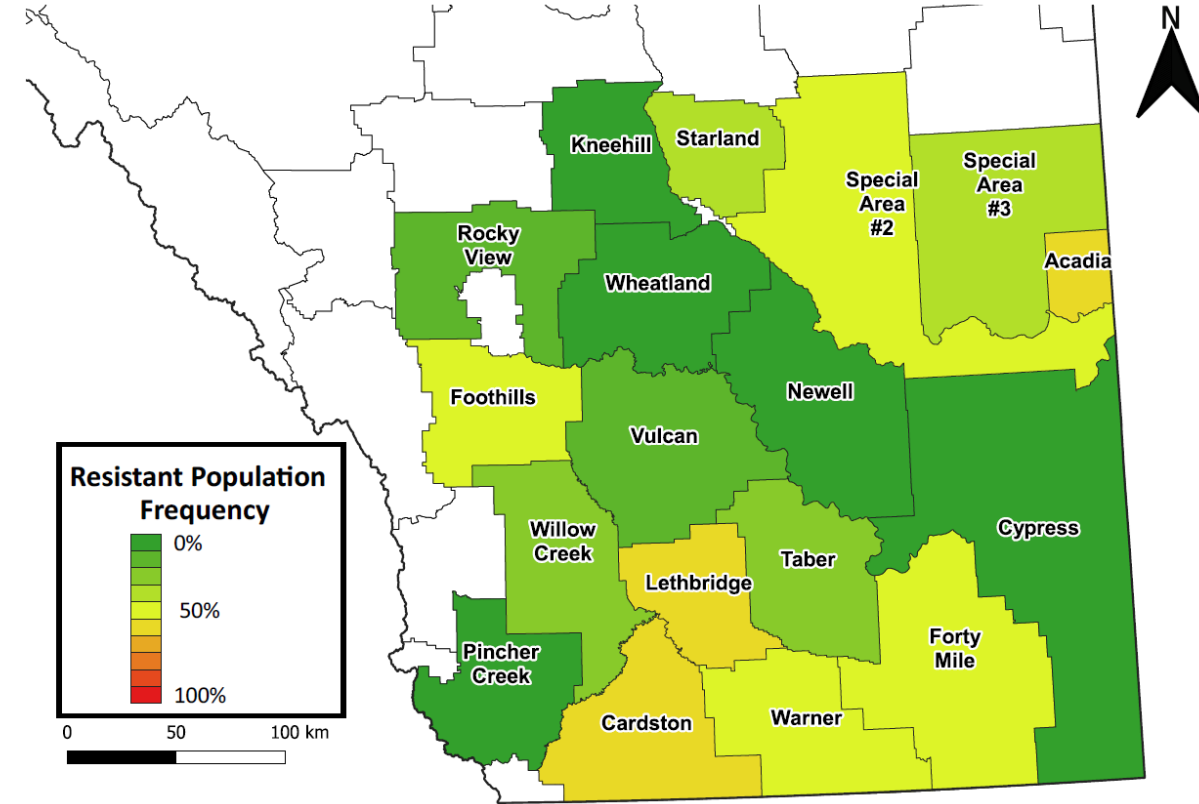 N
Kneehill
Starland
Special
Area
#2
Special
Area
#3
Rocky
View
Acadia
Wheatland
Foothills
Newell
Vulcan
Resistant Population
Frequency
0%
50%
100%
Willow
Creek
Cypress
Taber
Lethbridge
Forty
Mile
Pincher
Creek
Cardston
Warner
0 50 100 km